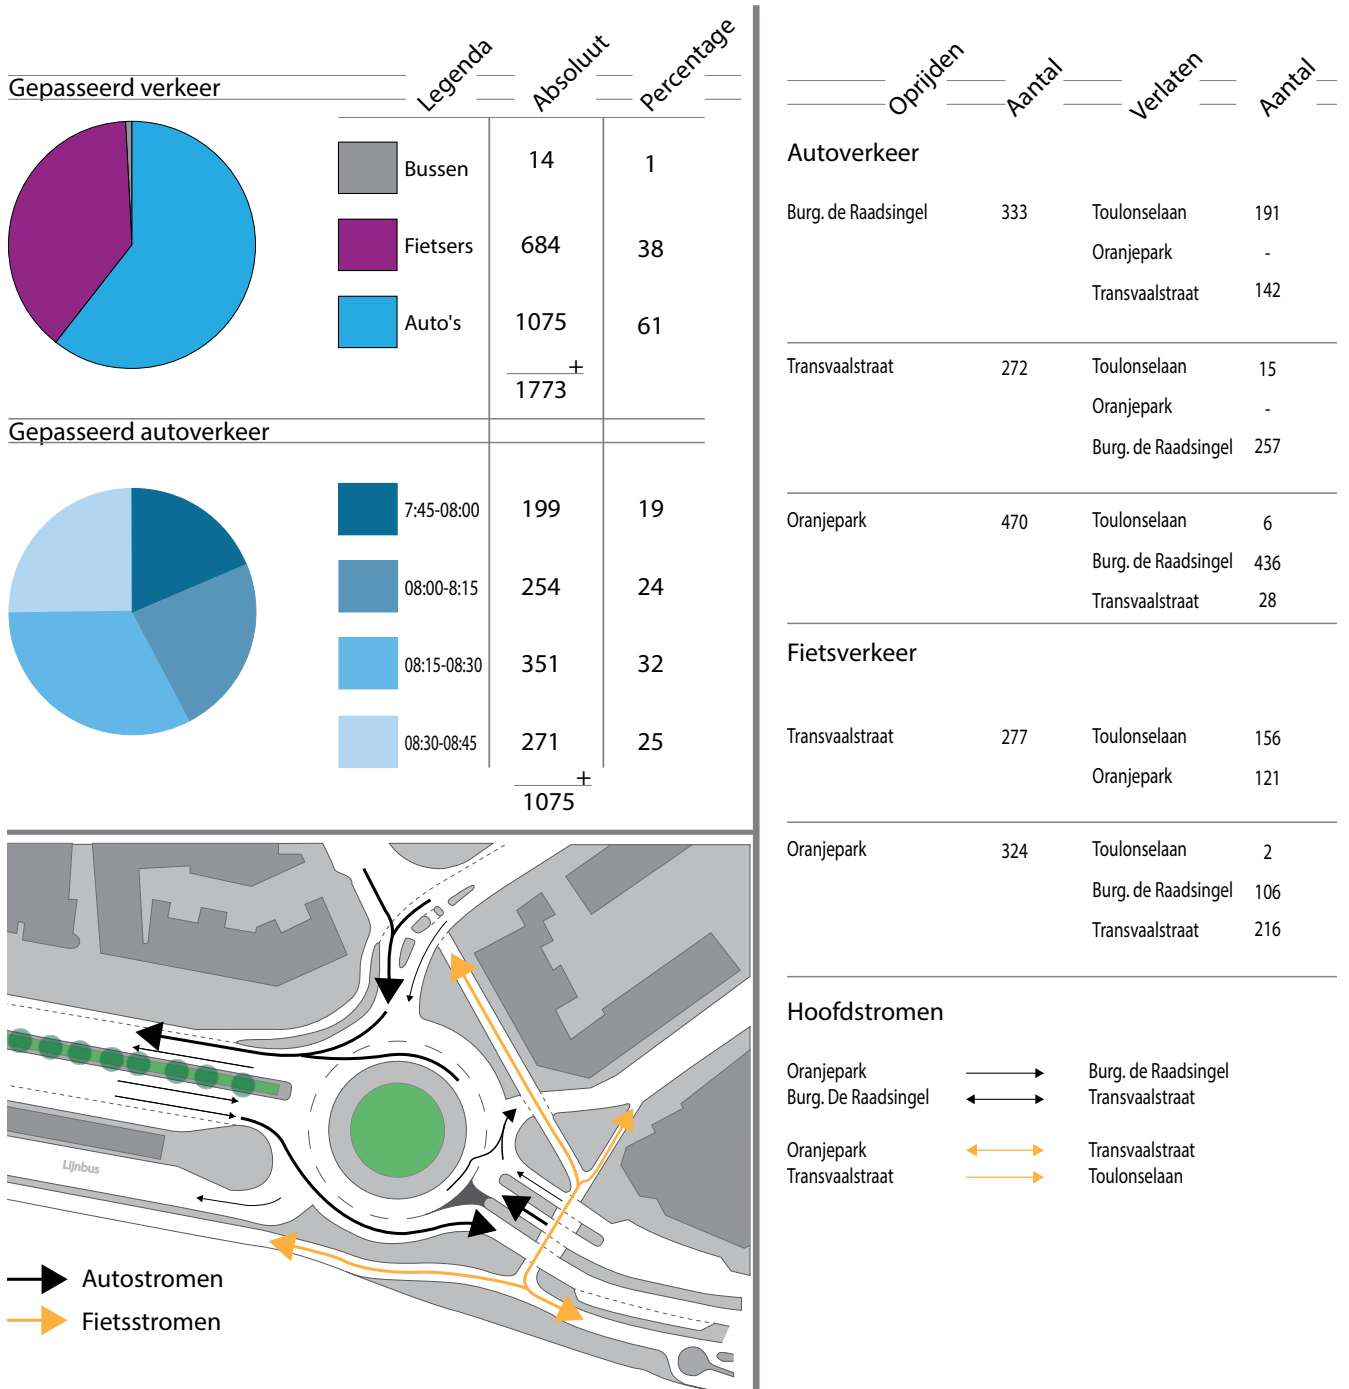 Legenda Absoluut Percentage
Gepasseerd verkeer
Bussen 14 1
Fietsers 684 38
Auto's 1075 61
+
1773
Gepasseerd autoverkeer
7:45-08:00 199 19
08:00-8:15 254 24
08:15-08:30 351 32
08:30-08:45 271 25
+
1075
Lijnbus
Autostromen
Fietsstromen
Oprijden Aantal Verlaten Aantal
Autoverkeer
Burg. de Raadsingel 333 Toulonselaan 191
Oranjepark -
Transvaalstraat 142
Transvaalstraat 272 Toulonselaan 15
Oranjepark -
Burg. de Raadsingel 257
Oranjepark 470 Toulonselaan 6
Burg. de Raadsingel 436
Transvaalstraat 28
Fietsverkeer
Transvaalstraat 277 Toulonselaan 156
Oranjepark 121
Oranjepark 324 Toulonselaan 2
Burg. de Raadsingel 106
Transvaalstraat 216
Hoofdstromen
Oranjepark Burg. de Raadsingel
Burg. De Raadsingel Transvaalstraat
Oranjepark Transvaalstraat
Transvaalstraat Toulonselaan